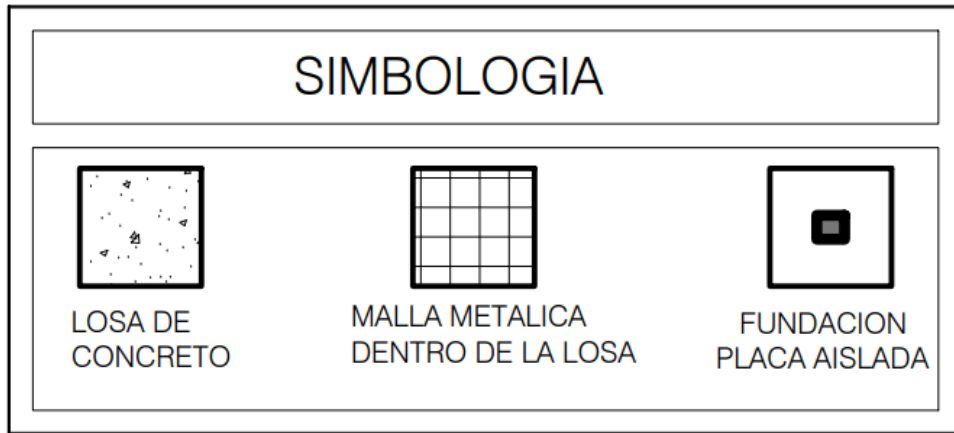 SIMBOLOGIA
LOSA DE
CONCRETO
MALLA METALICA
DENTRO DE LA LOSA
FUNDACION
PLACA AISLADA